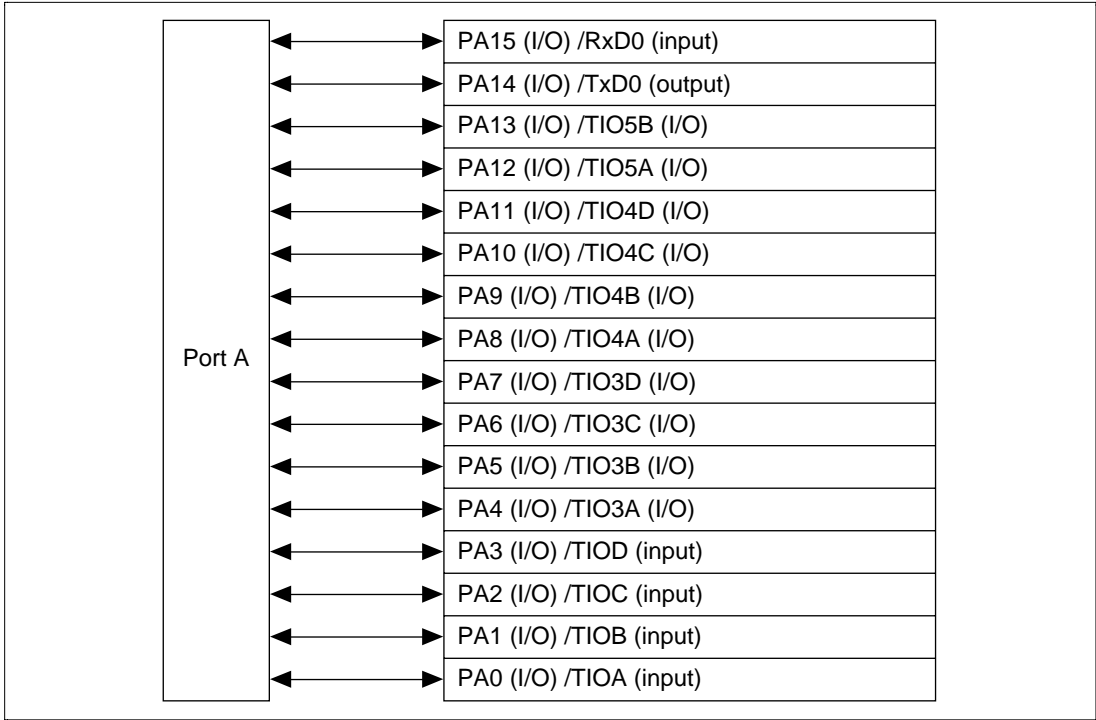 PA15 (I/O) /RxD0 (input)
PA14 (I/O) /TxD0 (output)
PA13 (I/O) /TIO5B (I/O)
PA12 (I/O) /TIO5A (I/O)
PA11 (I/O) /TIO4D (I/O)
PA10 (I/O) /TIO4C (I/O)
PA9 (I/O) /TIO4B (I/O)
PA8 (I/O) /TIO4A (I/O)
Port A
PA7 (I/O) /TIO3D (I/O)
PA6 (I/O) /TIO3C (I/O)
PA5 (I/O) /TIO3B (I/O)
PA4 (I/O) /TIO3A (I/O)
PA3 (I/O) /TIOD (input)
PA2 (I/O) /TIOC (input)
PA1 (I/O) /TIOB (input)
PA0 (I/O) /TIOA (input)